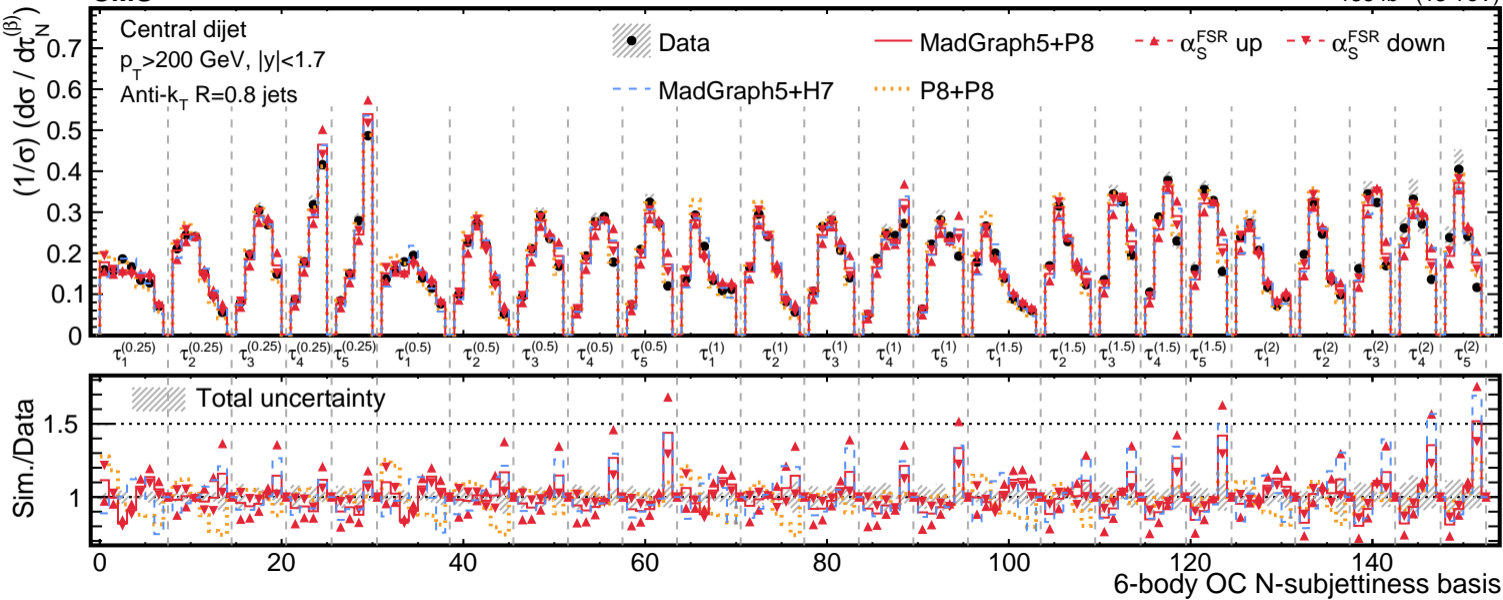 (1/σ) (dσ / dτ_N^(β))
Central dijet
p_T>200 GeV, |y|<1.7
Anti-k_T R=0.8 jets
Data
MadGraph5+P8
α_S^FSR up
α_S^FSR down
MadGraph5+H7
P8+P8
0.7
0.6
0.5
0.4
0.3
0.2
0.1
0
τ_1^(0.25) τ_2^(0.25) τ_3^(0.25) τ_4^(0.25) τ_5^(0.25) τ_1^(0.5) τ_2^(0.5) τ_3^(0.5) τ_4^(0.5) τ_5^(0.5) τ_1^(1) τ_2^(1) τ_3^(1) τ_4^(1) τ_5^(1) τ_1^(1.5) τ_2^(1.5) τ_3^(1.5) τ_4^(1.5) τ_5^(1.5) τ_1^(2) τ_2^(2) τ_3^(2) τ_4^(2) τ_5^(2)
Sim./Data
Total uncertainty
1.5
1
0 20 40 60 80 100 120 140
6-body OC N-subjettiness basis